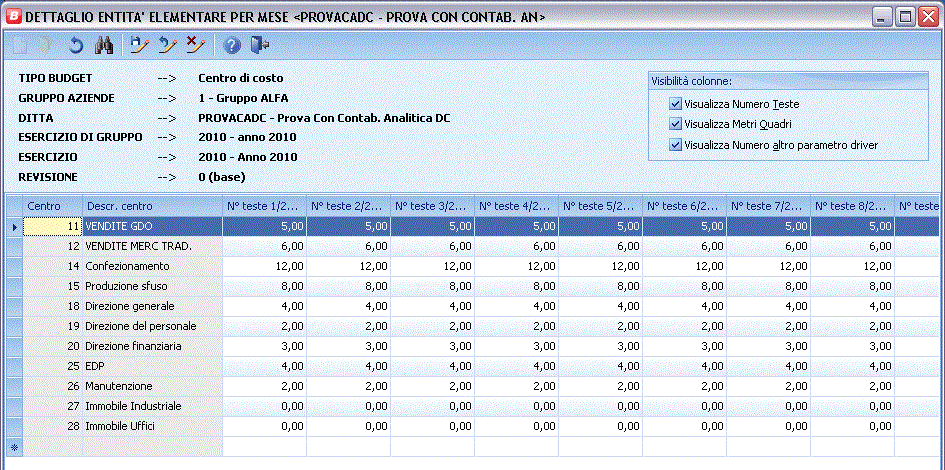 B DETTAGLIO ENTITA' ELEMENTARE PER MESE <PROVACADC - PROVA CON CONTAB. AN>
TIPO BUDGET --> Centro di costo
GRUPPO AZIENDE --> 1 - Gruppo ALFA
DITTA --> PROVACADC - Prova Con Contab. Analitica DC
ESERCIZIO DI GRUPPO --> 2010 - anno 2010
ESERCIZIO --> 2010 - Anno 2010
REVISIONE --> 0 (base)
Visibilità colonne:
Visualizza Numero Teste
Visualizza Metri Quadri
Visualizza Numero altro parametro driver
Centro Descr. centro N° teste 1/2... N° teste 2/2... N° teste 3/2... N° teste 4/2... N° teste 5/2... N° teste 6/2... N° teste 7/2... N° teste 8/2... N° teste
11 VENDITE GDO 5,00 5,00 5,00 5,00 5,00 5,00 5,00 5,00
12 VENDITE MERC TRAD. 6,00 6,00 6,00 6,00 6,00 6,00 6,00 6,00
14 Confezionamento 12,00 12,00 12,00 12,00 12,00 12,00 12,00 12,00
15 Produzione sfuso 8,00 8,00 8,00 8,00 8,00 8,00 8,00 8,00
18 Direzione generale 4,00 4,00 4,00 4,00 4,00 4,00 4,00 4,00
19 Direzione del personale 2,00 2,00 2,00 2,00 2,00 2,00 2,00 2,00
20 Direzione finanziaria 3,00 3,00 3,00 3,00 3,00 3,00 3,00 3,00
25 EDP 4,00 4,00 4,00 4,00 4,00 4,00 4,00 4,00
26 Manutenzione 2,00 2,00 2,00 2,00 2,00 2,00 2,00 2,00
27 Immobile Industriale 0,00 0,00 0,00 0,00 0,00 0,00 0,00 0,00
28 Immobile Uffici 0,00 0,00 0,00 0,00 0,00 0,00 0,00 0,00